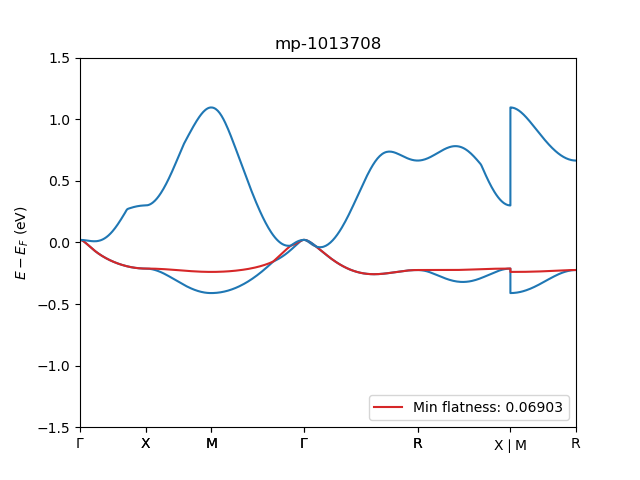 mp-1013708
1.5
1.0
0.5
0.0
−0.5
−1.0
−1.5
E − E_F (eV)
Min flatness: 0.06903
Γ X M Γ R X | M R